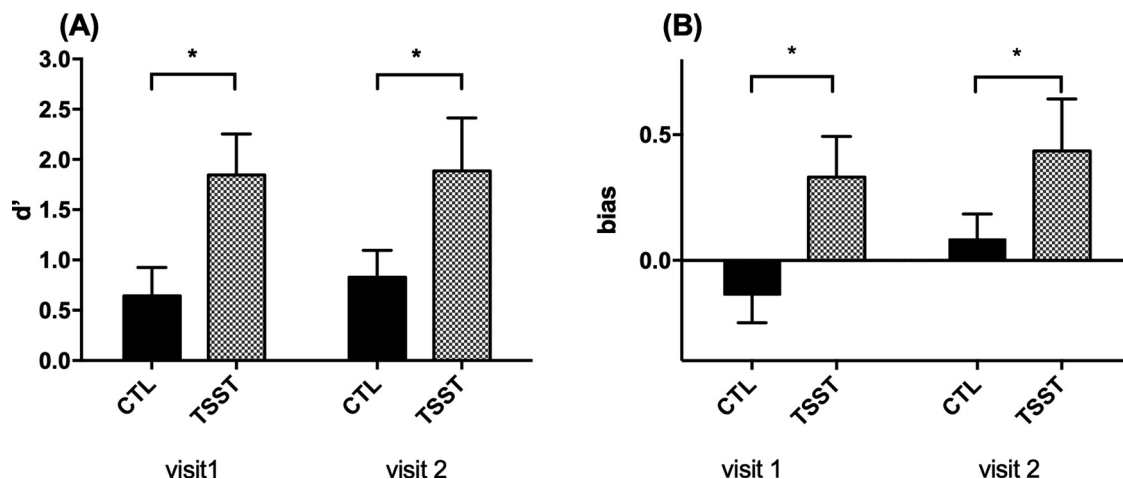 (A)
3.0
2.5
2.0
1.5
1.0
0.5
0.0
d'
* *
CTL TSST CTL TSST
visit1 visit 2
(B)
0.5
0.0
bias
* *
CTL TSST CTL TSST
visit 1 visit 2